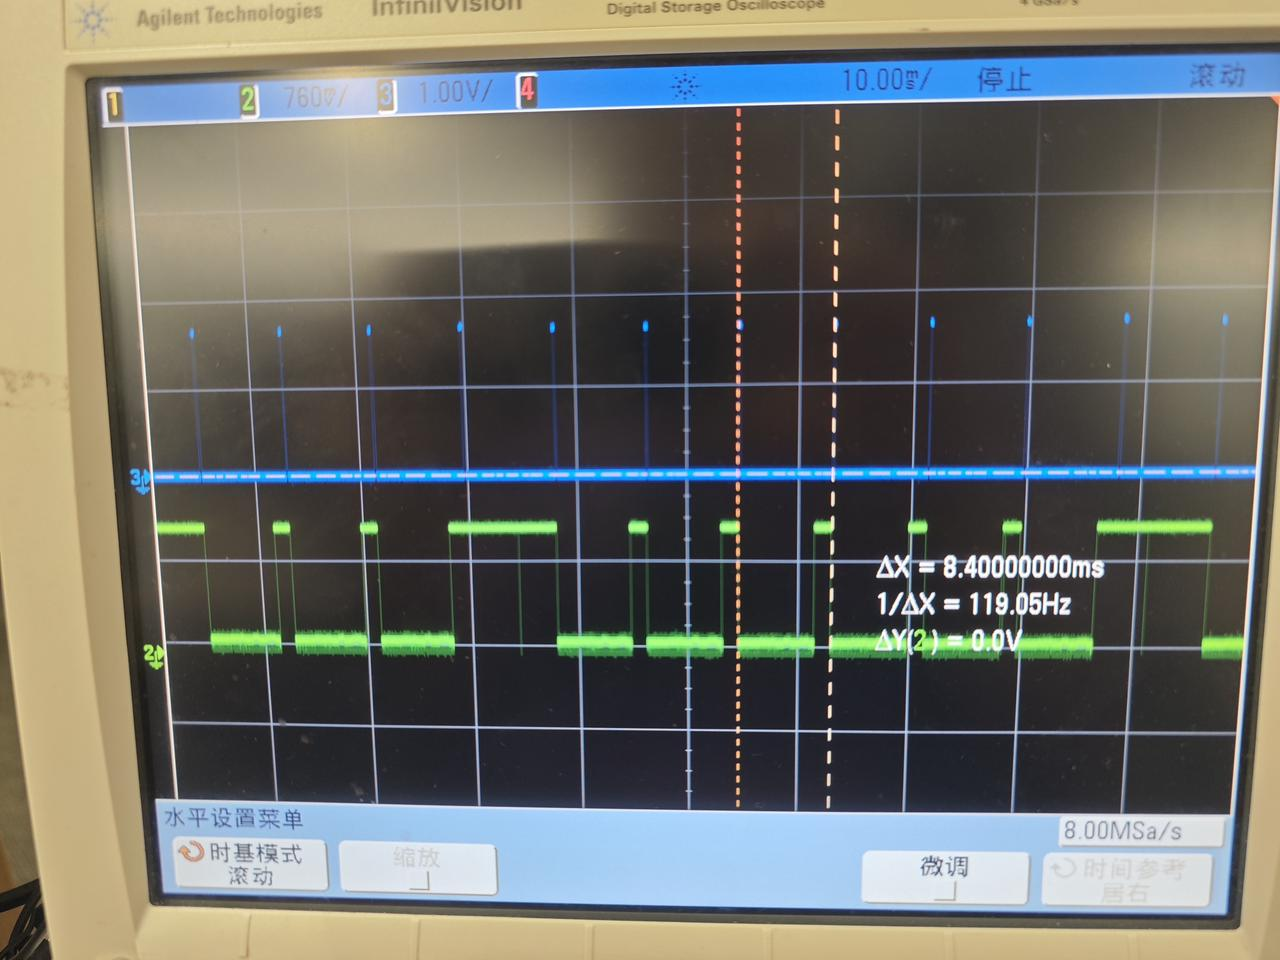 Agilent Technologies InfiniiVision Digital Storage Oscilloscope 4 GSa/s
1 2 760mV/ 3 1.00V/ 4 10.00ms/ 停止 滚动
3
2
ΔX = 8.40000000ms
1/ΔX = 119.05Hz
ΔY(2) = 0.0V
水平设置菜单
8.00MSa/s
时基模式
滚动
缩放
微调
时间参考
居右